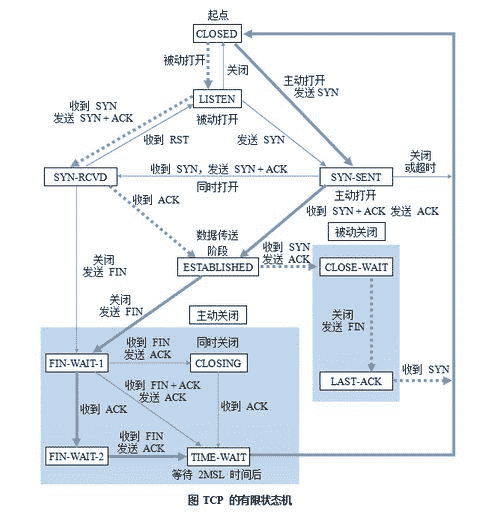 起点
CLOSED
被动打开
关闭
主动打开
发送SYN
LISTEN
收到 SYN
发送 SYN+ACK
被动打开
收到 RST
发送 SYN
SYN-RCVD
收到 SYN，发送 SYN+ACK
同时打开
SYN-SENT
关闭
或超时
收到 ACK
主动打开
收到 SYN+ACK 发送 ACK
数据传送
阶段
被动关闭
ESTABLISHED
收到 SYN
发送 ACK
CLOSE-WAIT
关闭
发送 FIN
关闭
发送 FIN
关闭
发送 FIN
主动关闭
FIN-WAIT-1
收到 FIN
发送 ACK
同时关闭
CLOSING
LAST-ACK
收到 SYN
收到 FIN+ACK
发送 ACK
收到 ACK
收到 ACK
FIN-WAIT-2
收到 FIN
发送 ACK
TIME-WAIT
等待 2MSL 时间后
图 TCP 的有限状态机